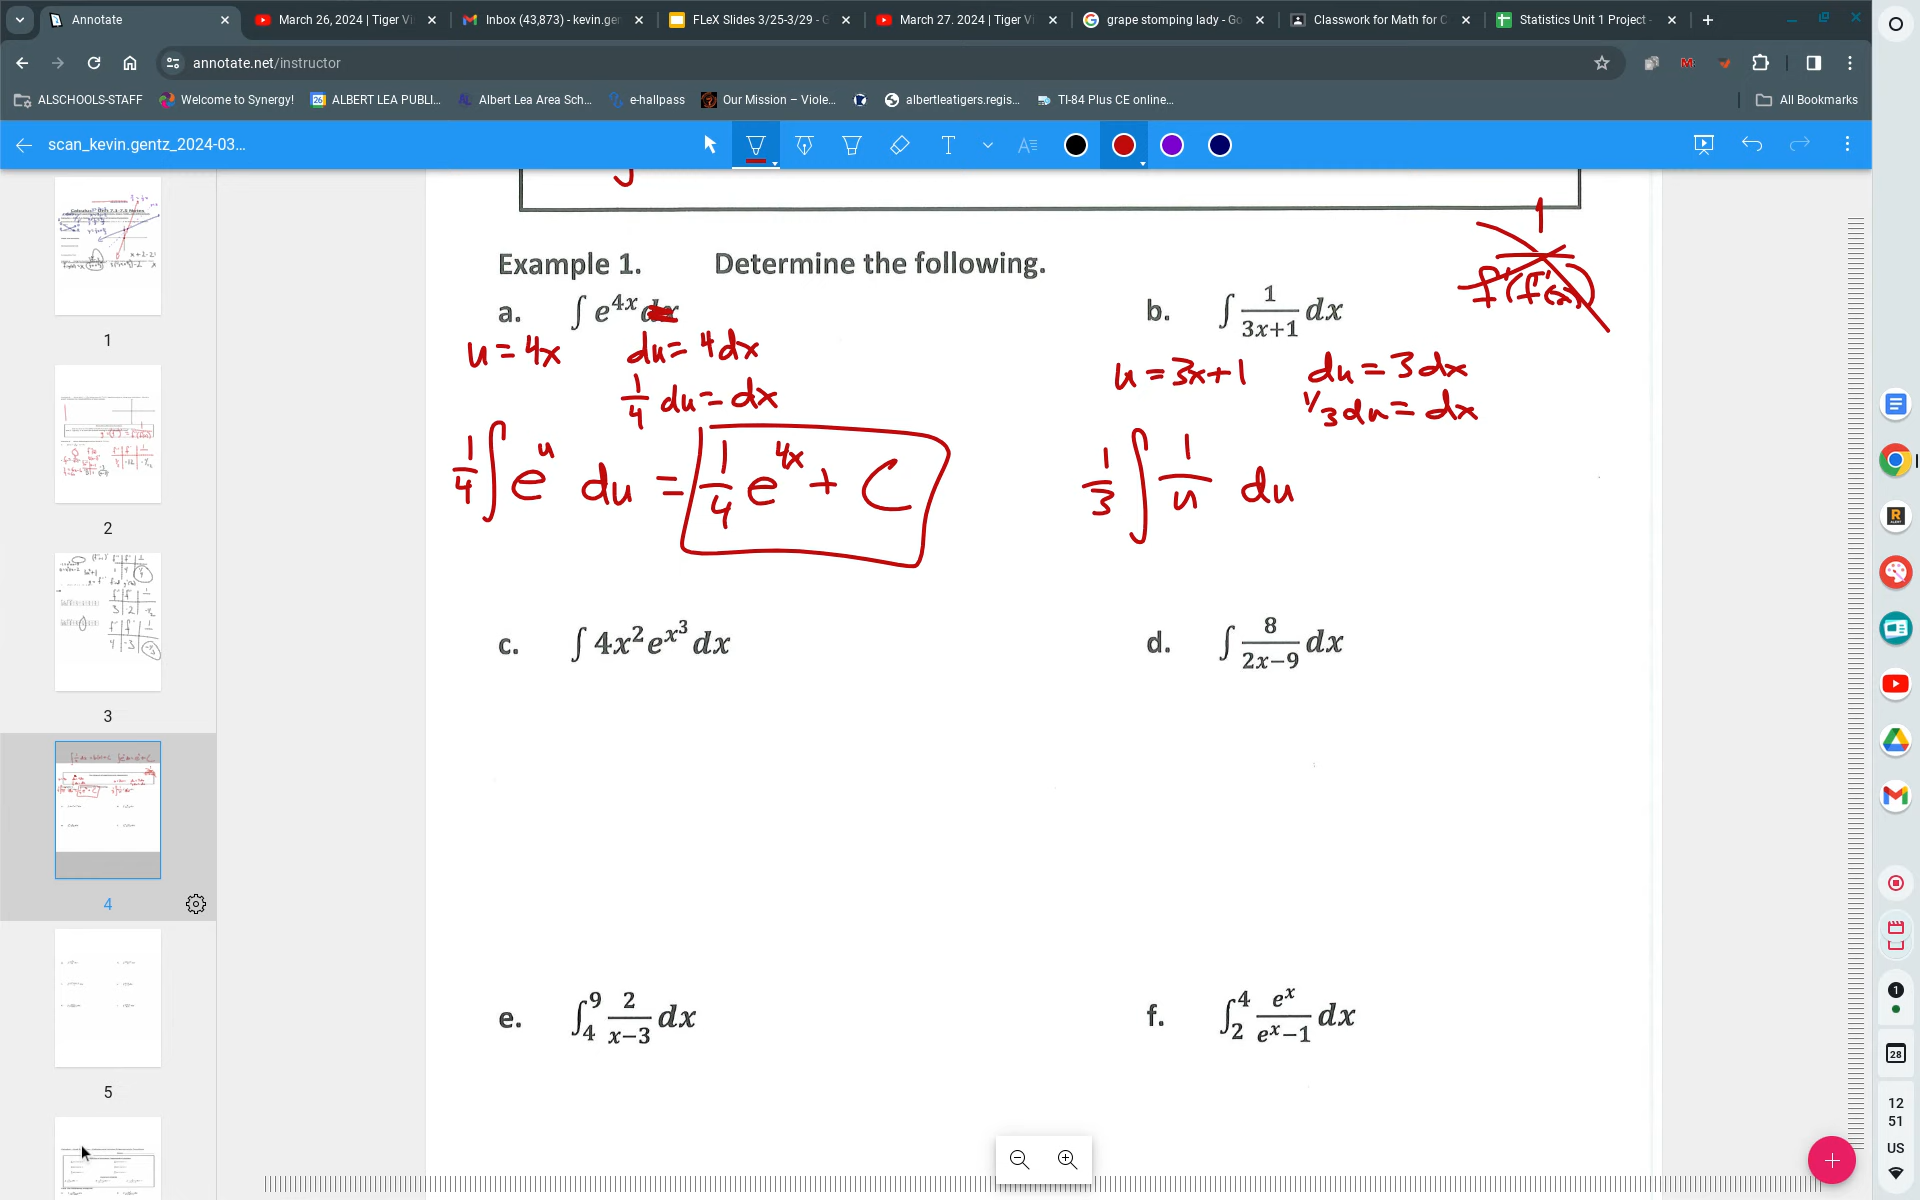 Annotate
March 26, 2024 | Tiger Vi
Inbox (43,873) - kevin.ger
FLeX Slides 3/25-3/29 - G
March 27. 2024 | Tiger Vi
grape stomping lady - Go
Classwork for Math for C
Statistics Unit 1 Project -
annotate.net/instructor
ALSCHOOLS-STAFF
Welcome to Synergy!
ALBERT LEA PUBLI...
Albert Lea Area Sch...
e-hallpass
Our Mission – Viole...
albertleatigers.regis...
TI-84 Plus CE online...
All Bookmarks
scan_kevin.gentz_2024-03...
Example 1. Determine the following.
1/f'(f'(x))
a. ∫ e^{4x} dx
u = 4x du = 4dx
1/4 du = dx
1/4 ∫ e^u du = 1/4 e^{4x} + C
b. ∫ 1/(3x+1) dx
u = 3x+1 du = 3dx
1/3 du = dx
1/3 ∫ 1/u du
c. ∫ 4x²e^{x³} dx
d. ∫ 8/(2x−9) dx
e. ∫₄⁹ 2/(x−3) dx
f. ∫₂⁴ e^x/(e^x−1) dx
1
2
3
4
5
28
1
12
51
US